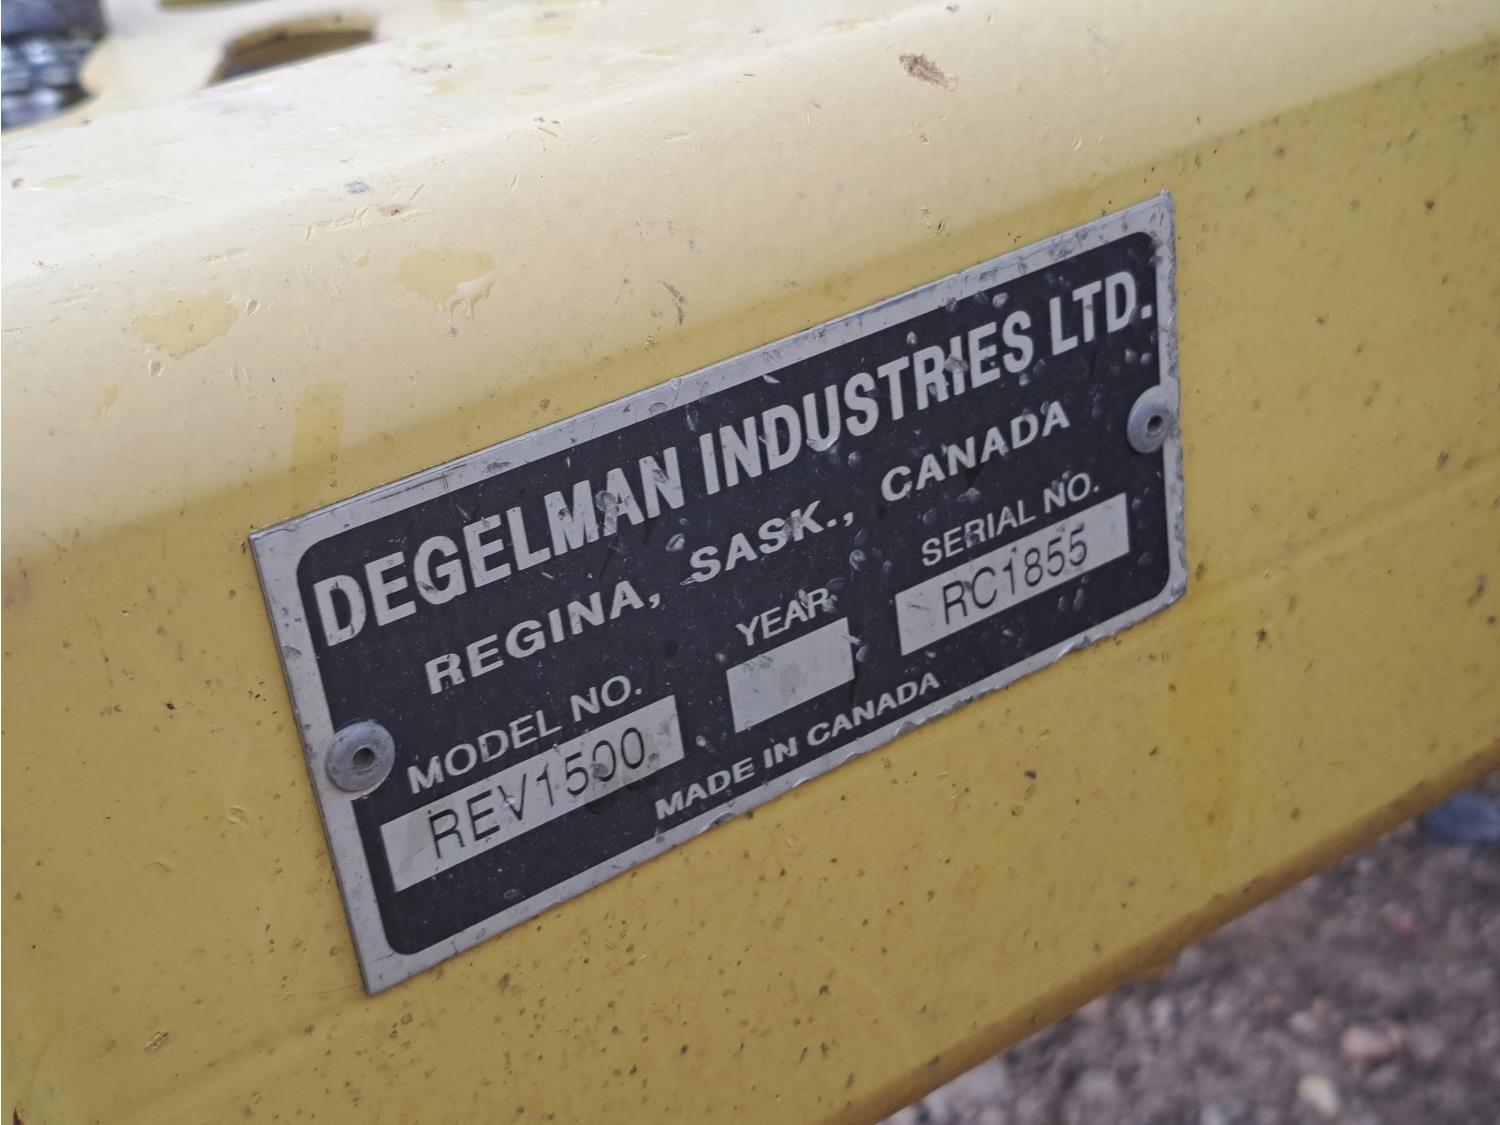 DEGELMAN INDUSTRIES LTD.
REGINA, SASK., CANADA
MODEL NO. YEAR SERIAL NO.
REV1500 RC1855
MADE IN CANADA